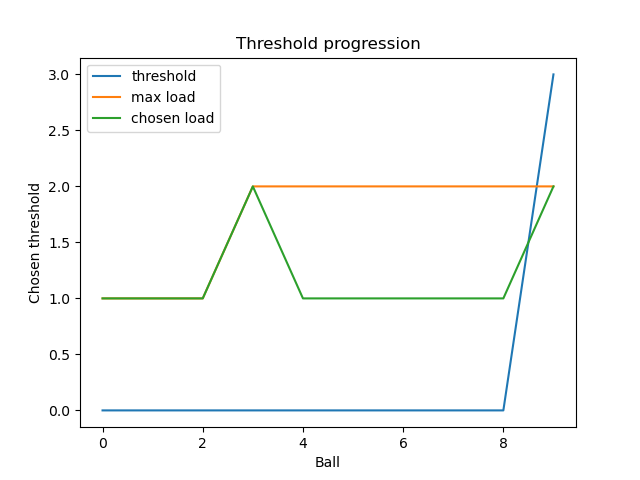 Threshold progression
threshold
max load
chosen load
Chosen threshold
3.0
2.5
2.0
1.5
1.0
0.5
0.0
0 2 4 6 8
Ball